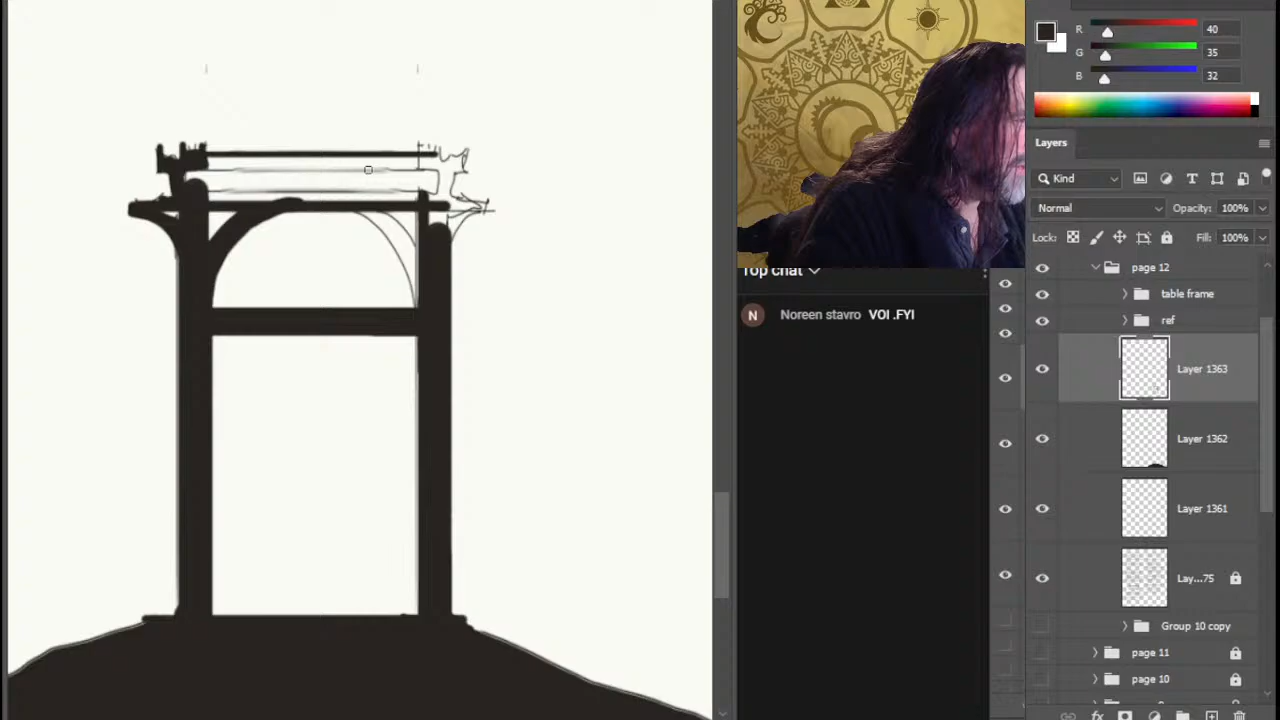 R 40
G 35
B 32
Layers
Kind
Normal Opacity: 100%
Lock: Fill: 100%
page 12
table frame
ref
Layer 1363
Layer 1362
Layer 1361
Lay...75
Group 10 copy
page 11
page 10
Top chat
N Noreen stavro VOI .FYI